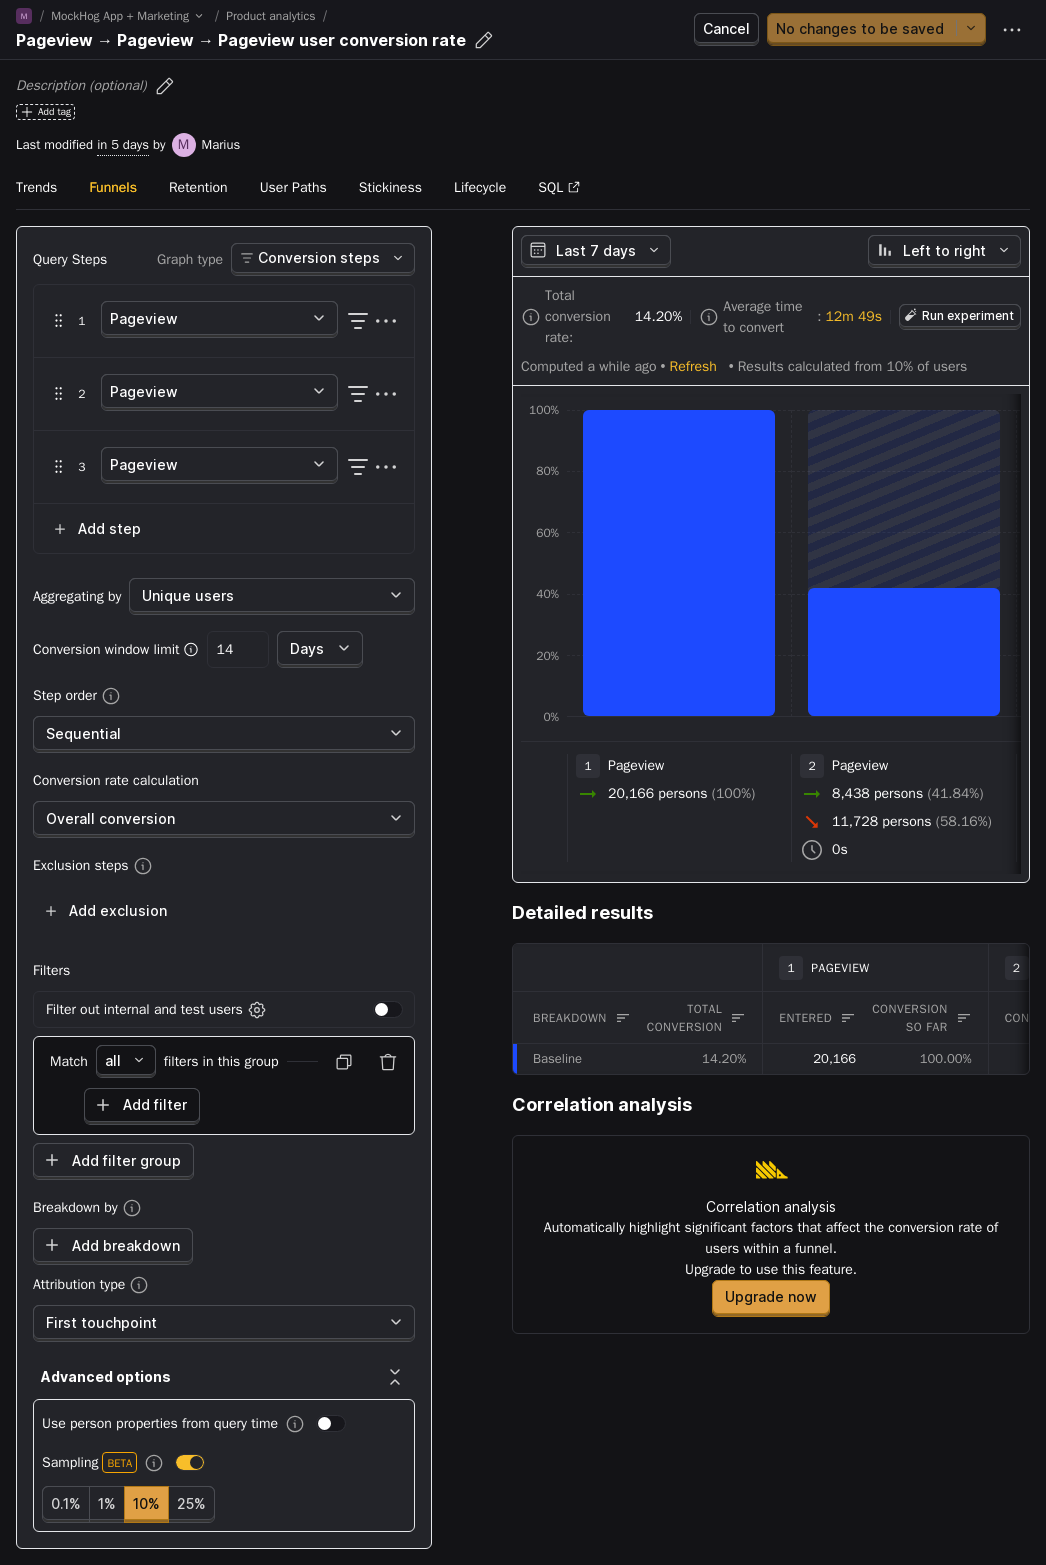 M / MockHog App + Marketing / Product analytics /
Pageview → Pageview → Pageview user conversion rate
Cancel
No changes to be saved
Description (optional)
Add tag
Last modified in 5 days by M Marius
Trends Funnels Retention User Paths Stickiness Lifecycle SQL
Query Steps
Graph type
Conversion steps
1 Pageview
2 Pageview
3 Pageview
Add step
Aggregating by Unique users
Conversion window limit 14 Days
Step order
Sequential
Conversion rate calculation
Overall conversion
Exclusion steps
Add exclusion
Filters
Filter out internal and test users
Match all filters in this group
Add filter
Add filter group
Breakdown by
Add breakdown
Attribution type
First touchpoint
Advanced options
Use person properties from query time
Sampling BETA
0.1% 1% 10% 25%
Last 7 days
Left to right
Total
conversion
rate:
14.20%
Average time
to convert
: 12m 49s
Run experiment
Computed a while ago • Refresh • Results calculated from 10% of users
100%
80%
60%
40%
20%
0%
1 Pageview
20,166 persons (100%)
2 Pageview
8,438 persons (41.84%)
11,728 persons (58.16%)
0s
Detailed results
1 PAGEVIEW 2
BREAKDOWN
TOTAL
CONVERSION
ENTERED
CONVERSION
SO FAR
CON
Baseline 14.20% 20,166 100.00%
Correlation analysis
Correlation analysis
Automatically highlight significant factors that affect the conversion rate of
users within a funnel.
Upgrade to use this feature.
Upgrade now